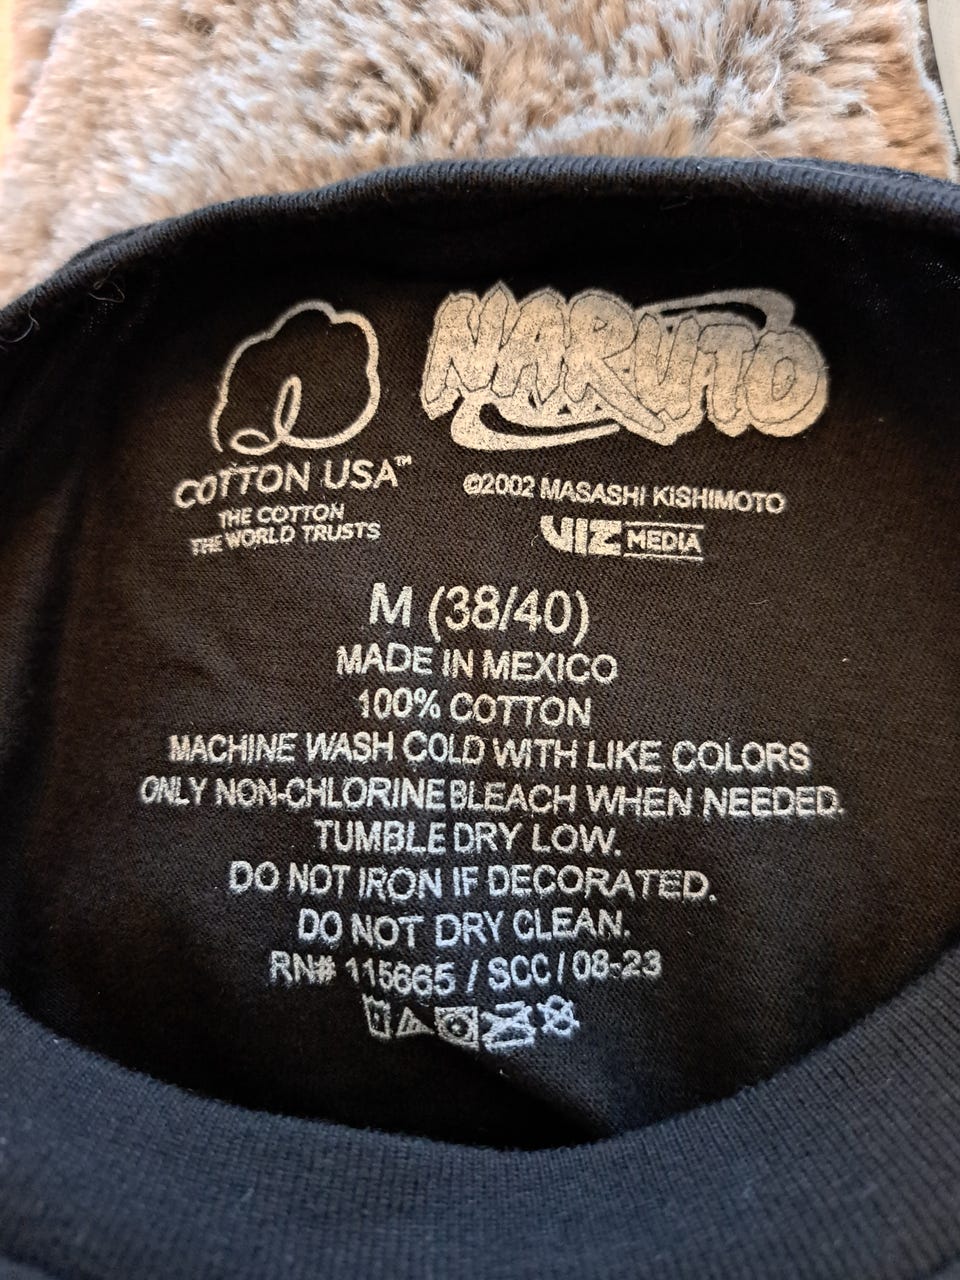 COTTON USA™
THE COTTON
THE WORLD TRUSTS
NARUTO
©2002 MASASHI KISHIMOTO
VIZ MEDIA
M (38/40)
MADE IN MEXICO
100% COTTON
MACHINE WASH COLD WITH LIKE COLORS
ONLY NON-CHLORINE BLEACH WHEN NEEDED.
TUMBLE DRY LOW.
DO NOT IRON IF DECORATED.
DO NOT DRY CLEAN.
RN# 115665 / SCC / 08-23